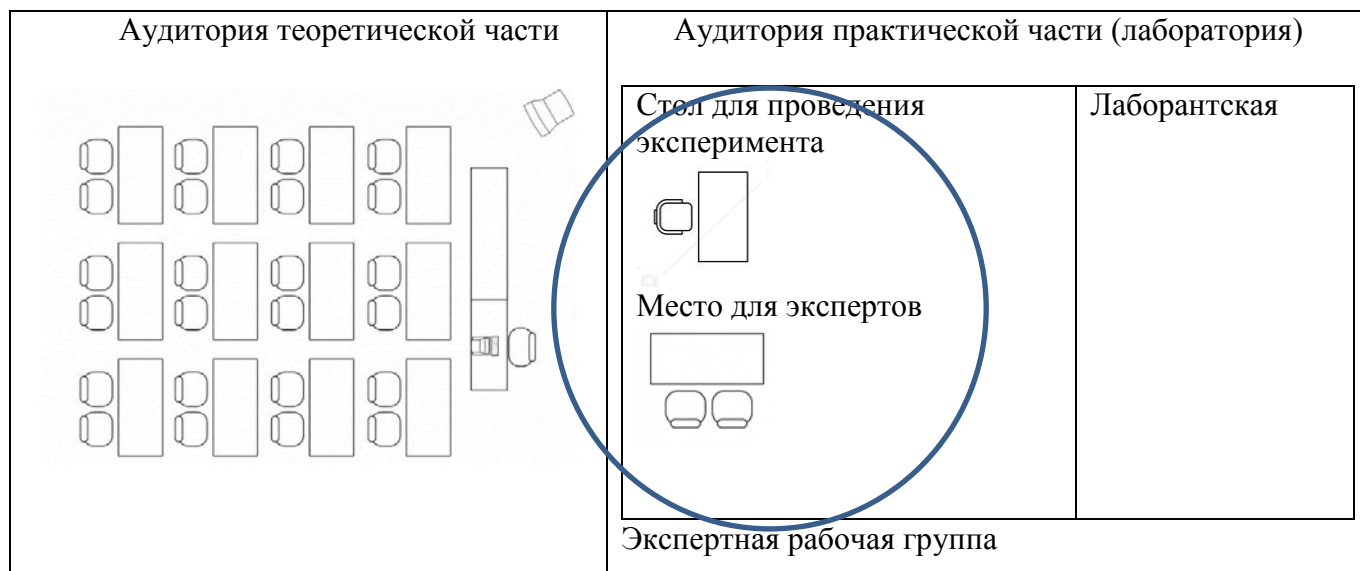 Аудитория теоретической части
Аудитория практической части (лаборатория)
Стол для проведения
эксперимента
Лаборантская
Место для экспертов
Экспертная рабочая группа